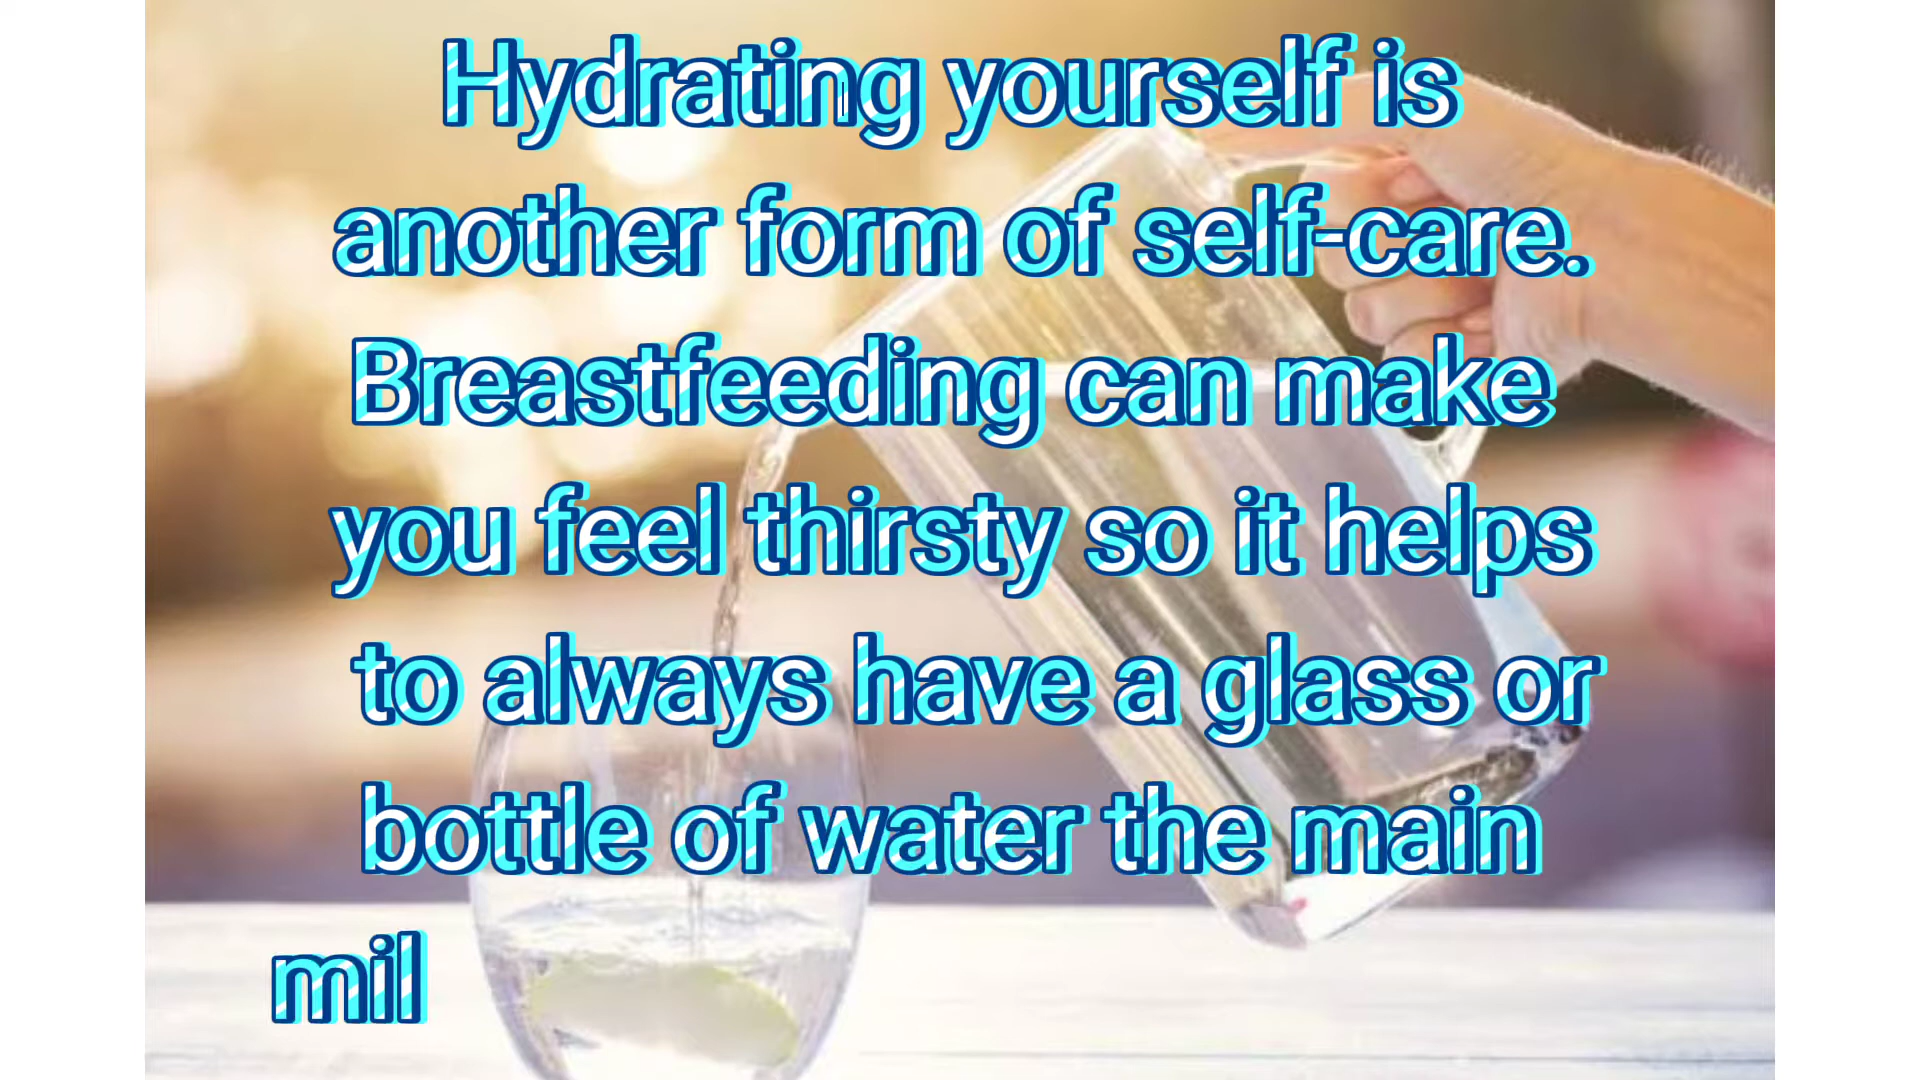 Hydrating yourself is
another form of self-care.
Breastfeeding can make
you feel thirsty so it helps
to always have a glass or
bottle of water the main
mil